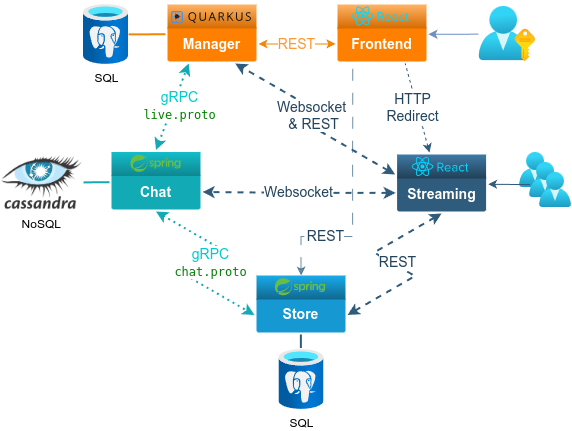 QUARKUS
React
Manager
REST
Frontend
SQL
gRPC
live.proto
Websocket
& REST
HTTP
Redirect
spring
React
cassandra
Chat
Websocket
Streaming
NoSQL
REST
gRPC
chat.proto
REST
spring
Store
SQL